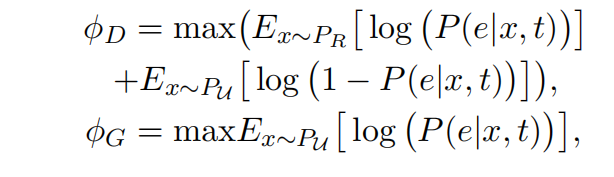 ϕ_D = max(E_{x∼P_R}[log (P(e|x, t))]
+E_{x∼P_𝒰}[log (1 − P(e|x, t))]),
ϕ_G = maxE_{x∼P_𝒰}[log (P(e|x, t))],